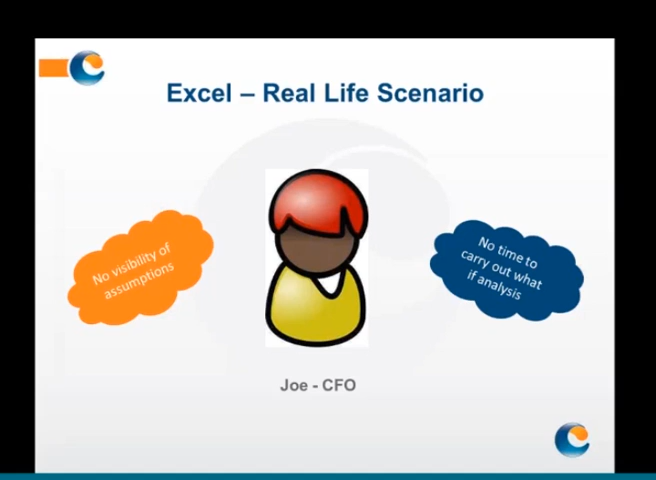 Excel – Real Life Scenario
No visibility of
assumptions
No time to
carry out what
if analysis
Joe - CFO